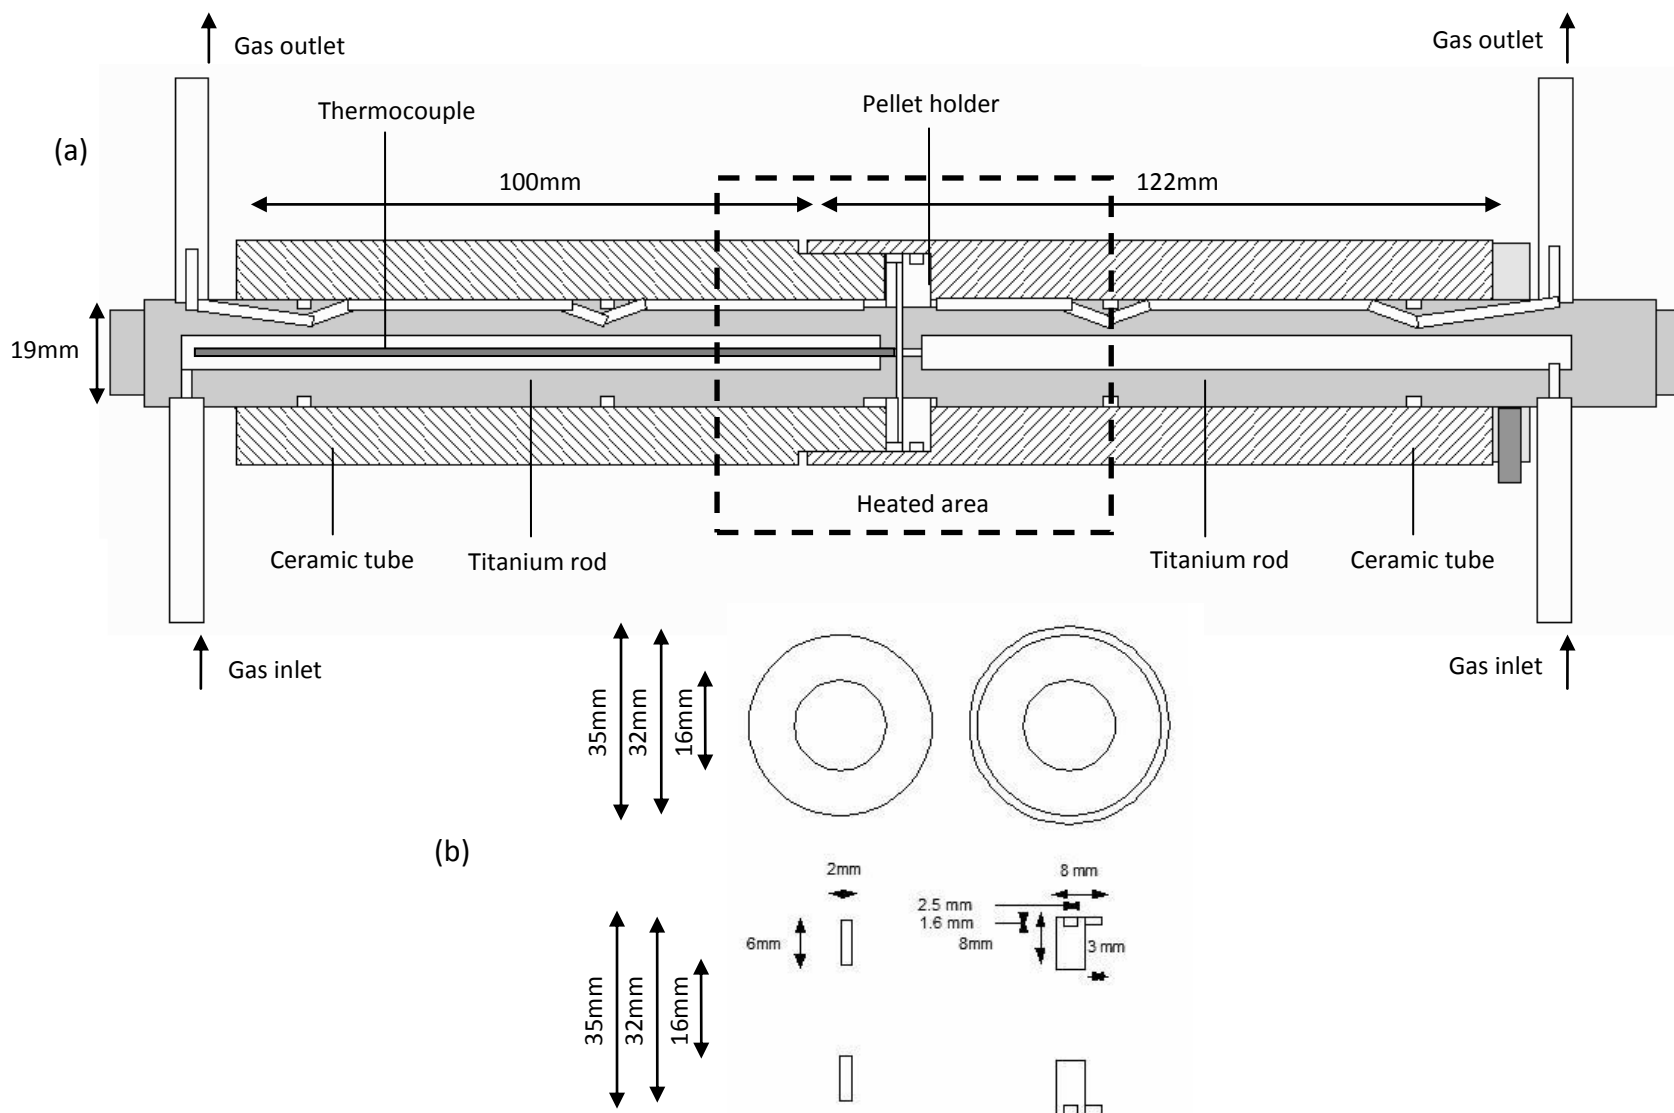 Gas outlet
Gas outlet
Thermocouple
Pellet holder
(a)
100mm
122mm
19mm
Heated area
Ceramic tube
Titanium rod
Titanium rod
Ceramic tube
Gas inlet
Gas inlet
35mm
32mm
16mm
(b)
2mm
8 mm
2.5 mm
1.6 mm
6mm
8mm
3 mm
35mm
32mm
16mm